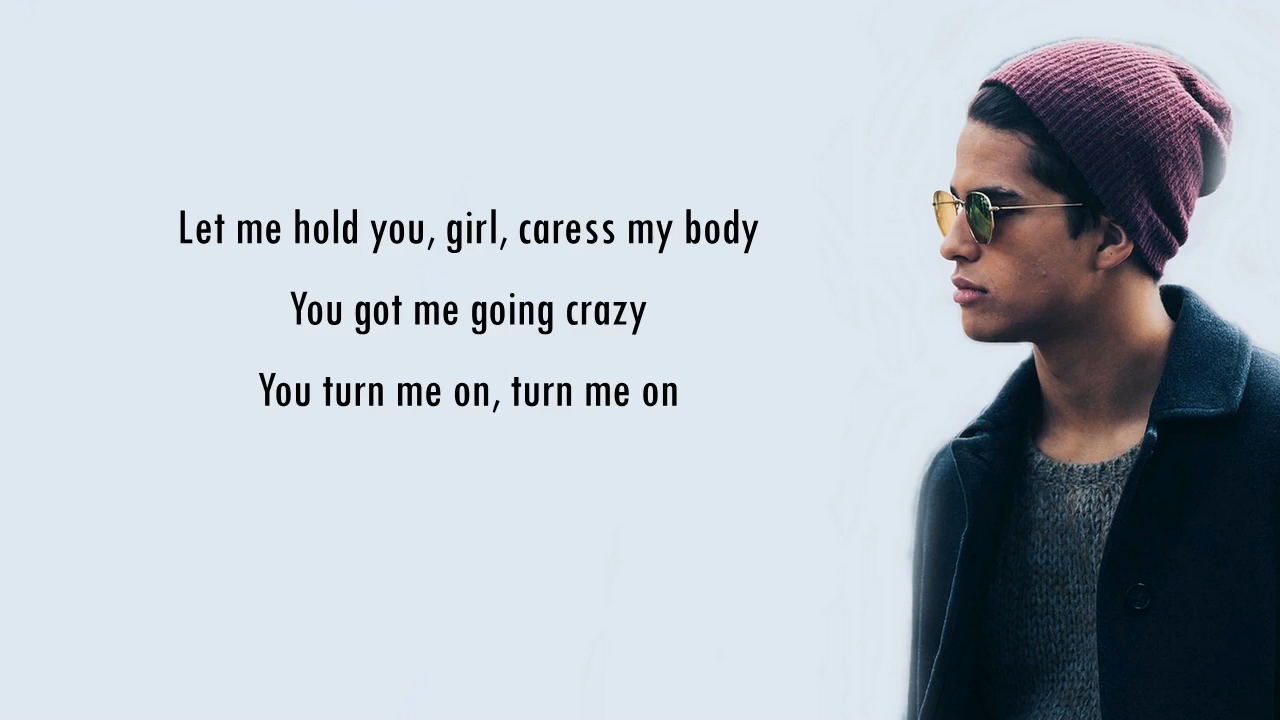 Let me hold you, girl, caress my body
You got me going crazy
You turn me on, turn me on